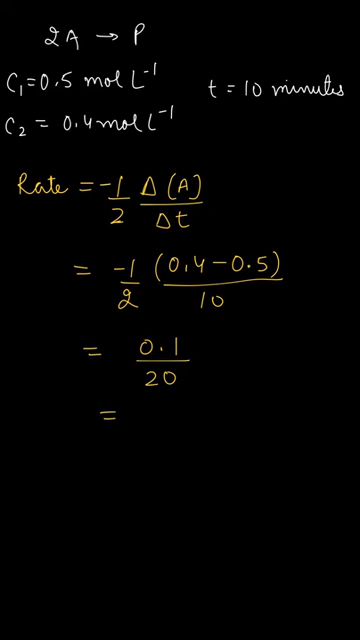 2A → P
C₁ = 0.5 mol L⁻¹
t = 10 minutes
C₂ = 0.4 mol L⁻¹
Rate = -1/2 Δ(A)/Δt
= -1/2 (0.4 - 0.5)/10
= 0.1/20
=